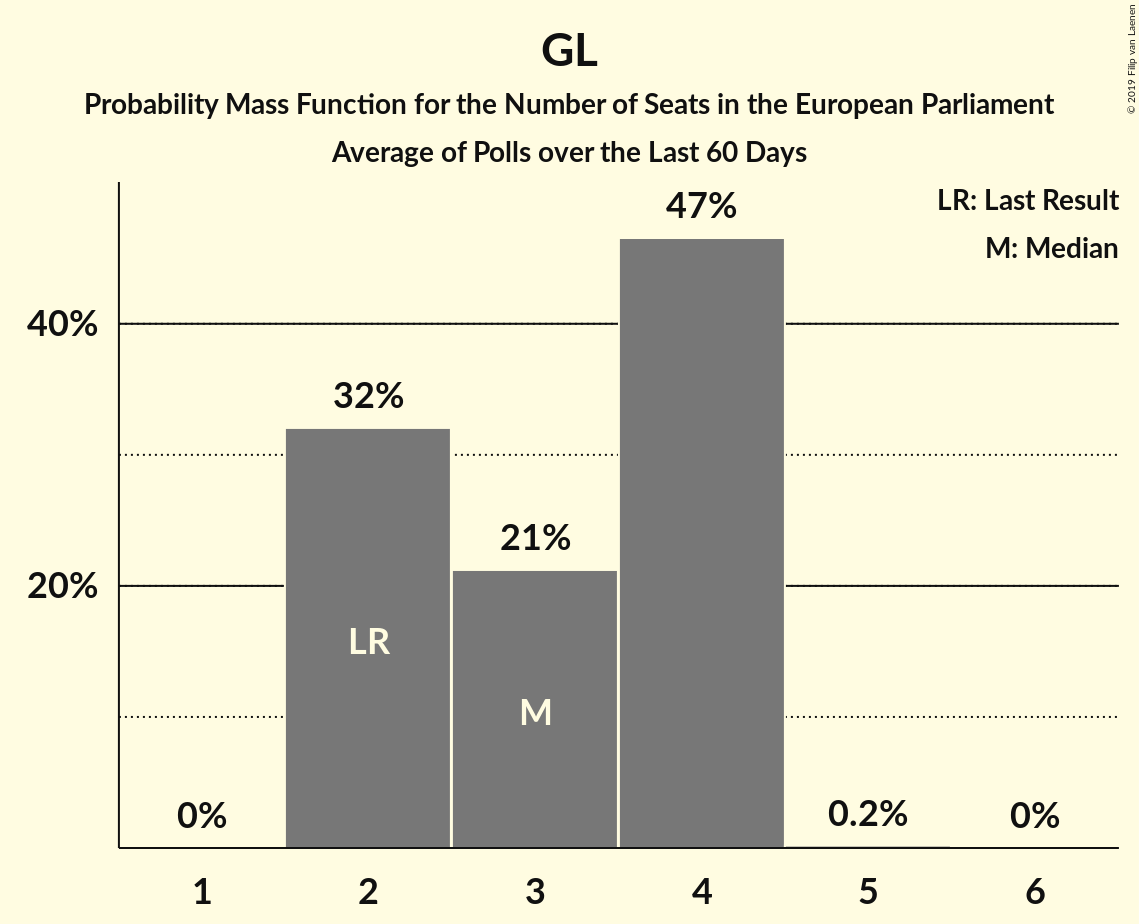 GL
Probability Mass Function for the Number of Seats in the European Parliament
Average of Polls over the Last 60 Days
© 2019 Filip van Laenen
LR: Last Result
M: Median
47%
40%
32%
21%
20%
LR
M
0%
0.2%
0%
1 2 3 4 5 6